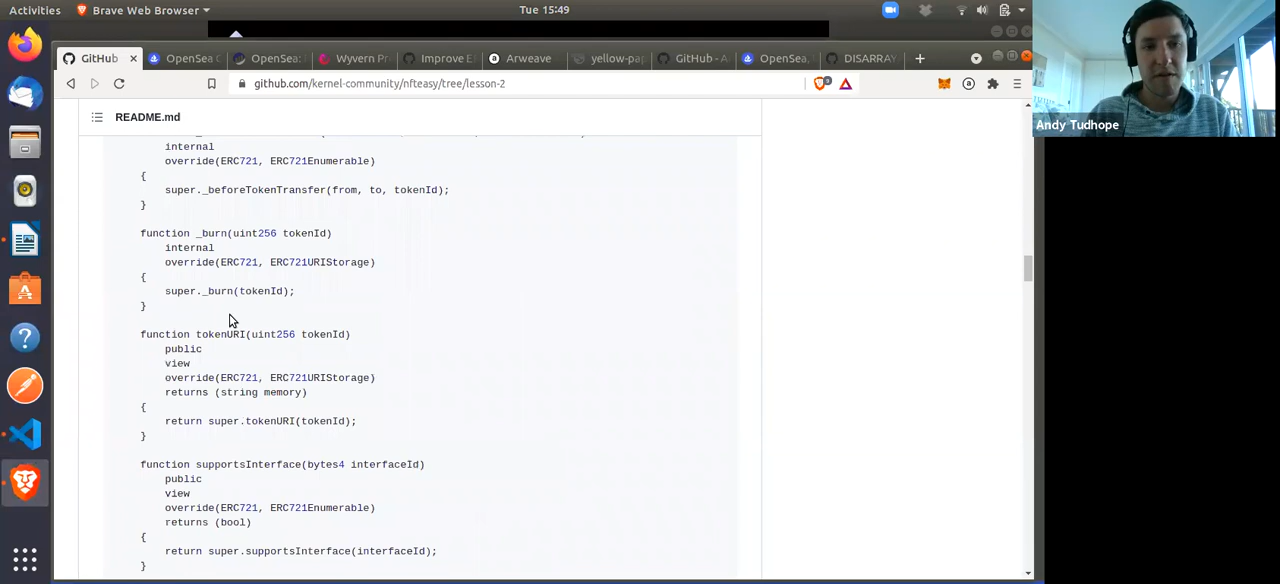 Activities
Brave Web Browser
Tue 15:49
GitHub
OpenSea
OpenSea:
Wyvern Pr
Improve E
Arweave
yellow-pap
GitHub - A
OpenSea,
DISARRAY
github.com/kernel-community/nfteasy/tree/lesson-2
Andy Tudhope
README.md
internal
override(ERC721, ERC721Enumerable)
{
super._beforeTokenTransfer(from, to, tokenId);
}
function _burn(uint256 tokenId)
internal
override(ERC721, ERC721URIStorage)
{
super._burn(tokenId);
}
function tokenURI(uint256 tokenId)
public
view
override(ERC721, ERC721URIStorage)
returns (string memory)
{
return super.tokenURI(tokenId);
}
function supportsInterface(bytes4 interfaceId)
public
view
override(ERC721, ERC721Enumerable)
returns (bool)
{
return super.supportsInterface(interfaceId);
}